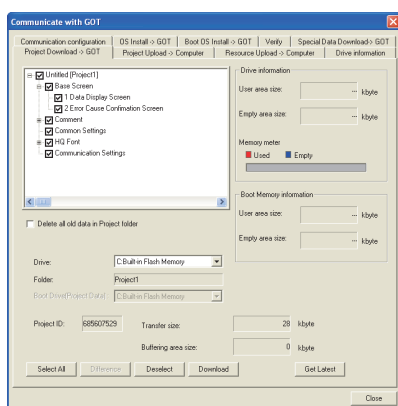 Communicate with GOT
Communication configuration | OS Install -> GOT | Boot OS Install -> GOT | Verify | Special Data Download-> GOT
Project Download -> GOT | Project Upload -> Computer | Resource Upload -> Computer | Drive information
Untitled [Project1]
Base Screen
1 Data Display Screen
2 Error Cause Confimation Screen
Comment
Common Settings
HQ Font
Communication Settings
Drive information
User area size: -- kbyte
Empty area size: -- kbyte
Memory meter
Used Empty
Boot Memory information
User area size: -- kbyte
Empty area size: -- kbyte
Delete all old data in Project folder
Drive: C:Built-in Flash Memory
Folder: Project1
Boot Drive(Project Data): C:Built-in Flash Memory
Project ID: 685607529 Transfer size: 28 kbyte
Buffering area size: 0 kbyte
Select All Difference Deselect Download Get Latest
Close